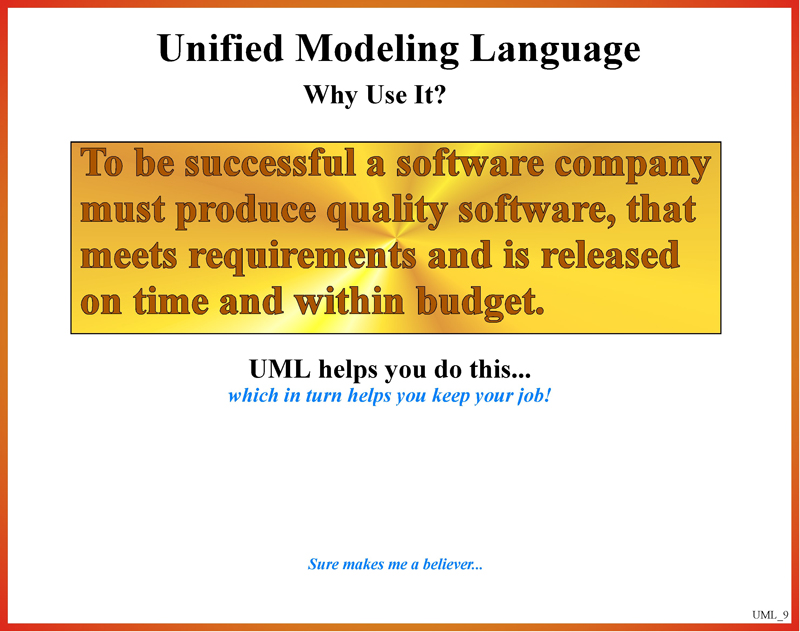 Unified Modeling Language
Why Use It?
To be successful a software company
must produce quality software, that
meets requirements and is released
on time and within budget.
UML helps you do this...
which in turn helps you keep your job!
Sure makes me a believer...
UML_9